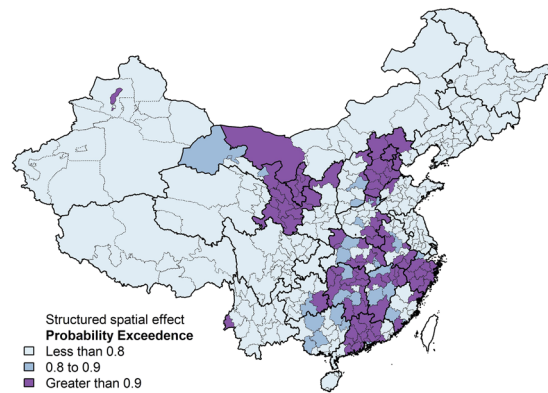 Structured spatial effect
Probability Exceedence
Less than 0.8
0.8 to 0.9
Greater than 0.9